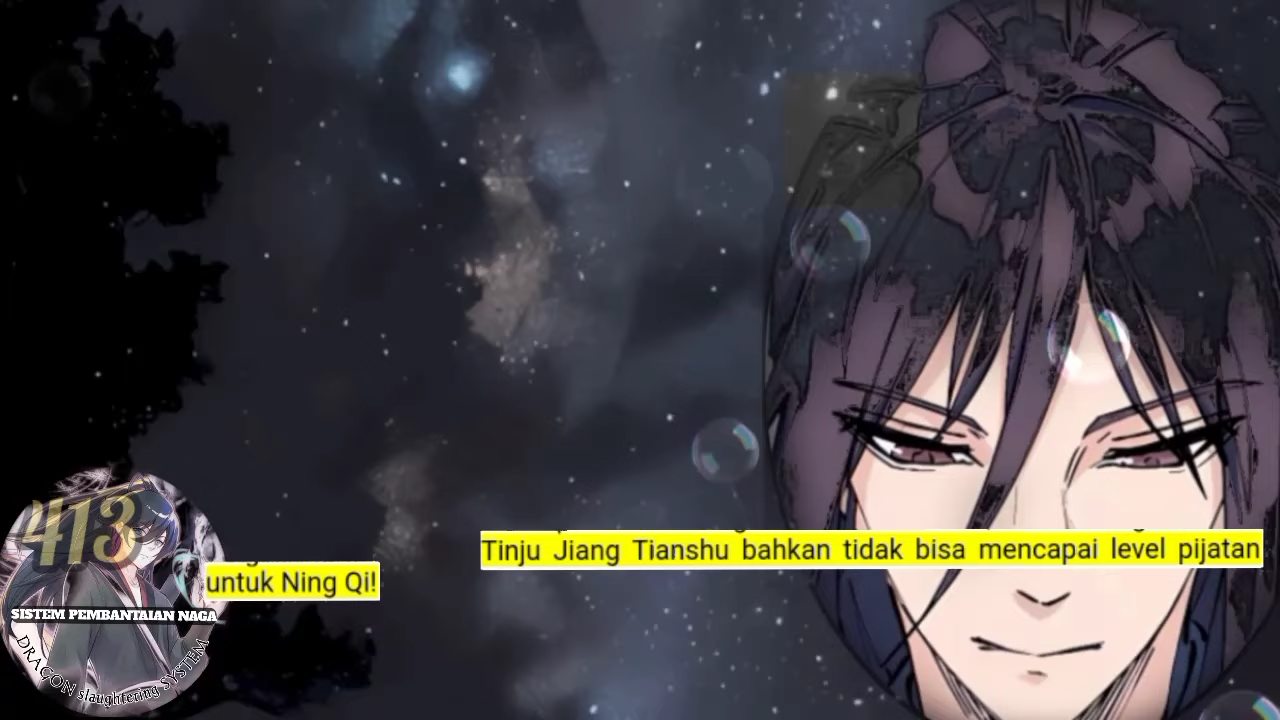 Tinju Jiang Tianshu bahkan tidak bisa mencapai level pijatan
untuk Ning Qi!
413
SISTEM PEMBANTAIAN NAGA
DRAGON slaughtering SYSTEM